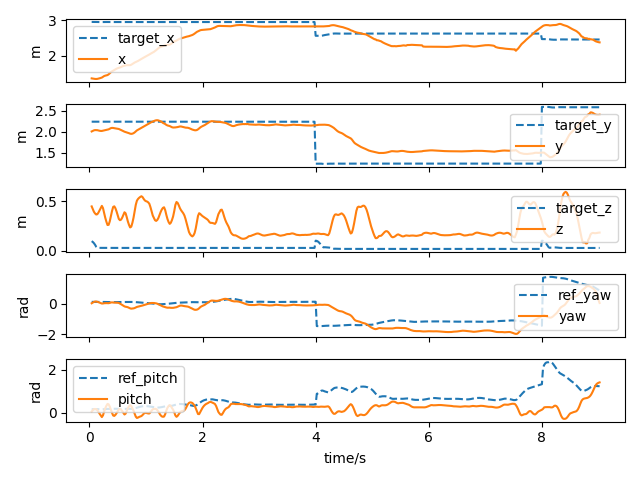 3
2
m
target_x
x
2.5
2.0
1.5
m
target_y
y
0.5
0.0
m
target_z
z
0
−2
rad
ref_yaw
yaw
2
0
rad
ref_pitch
pitch
0 2 4 6 8
time/s